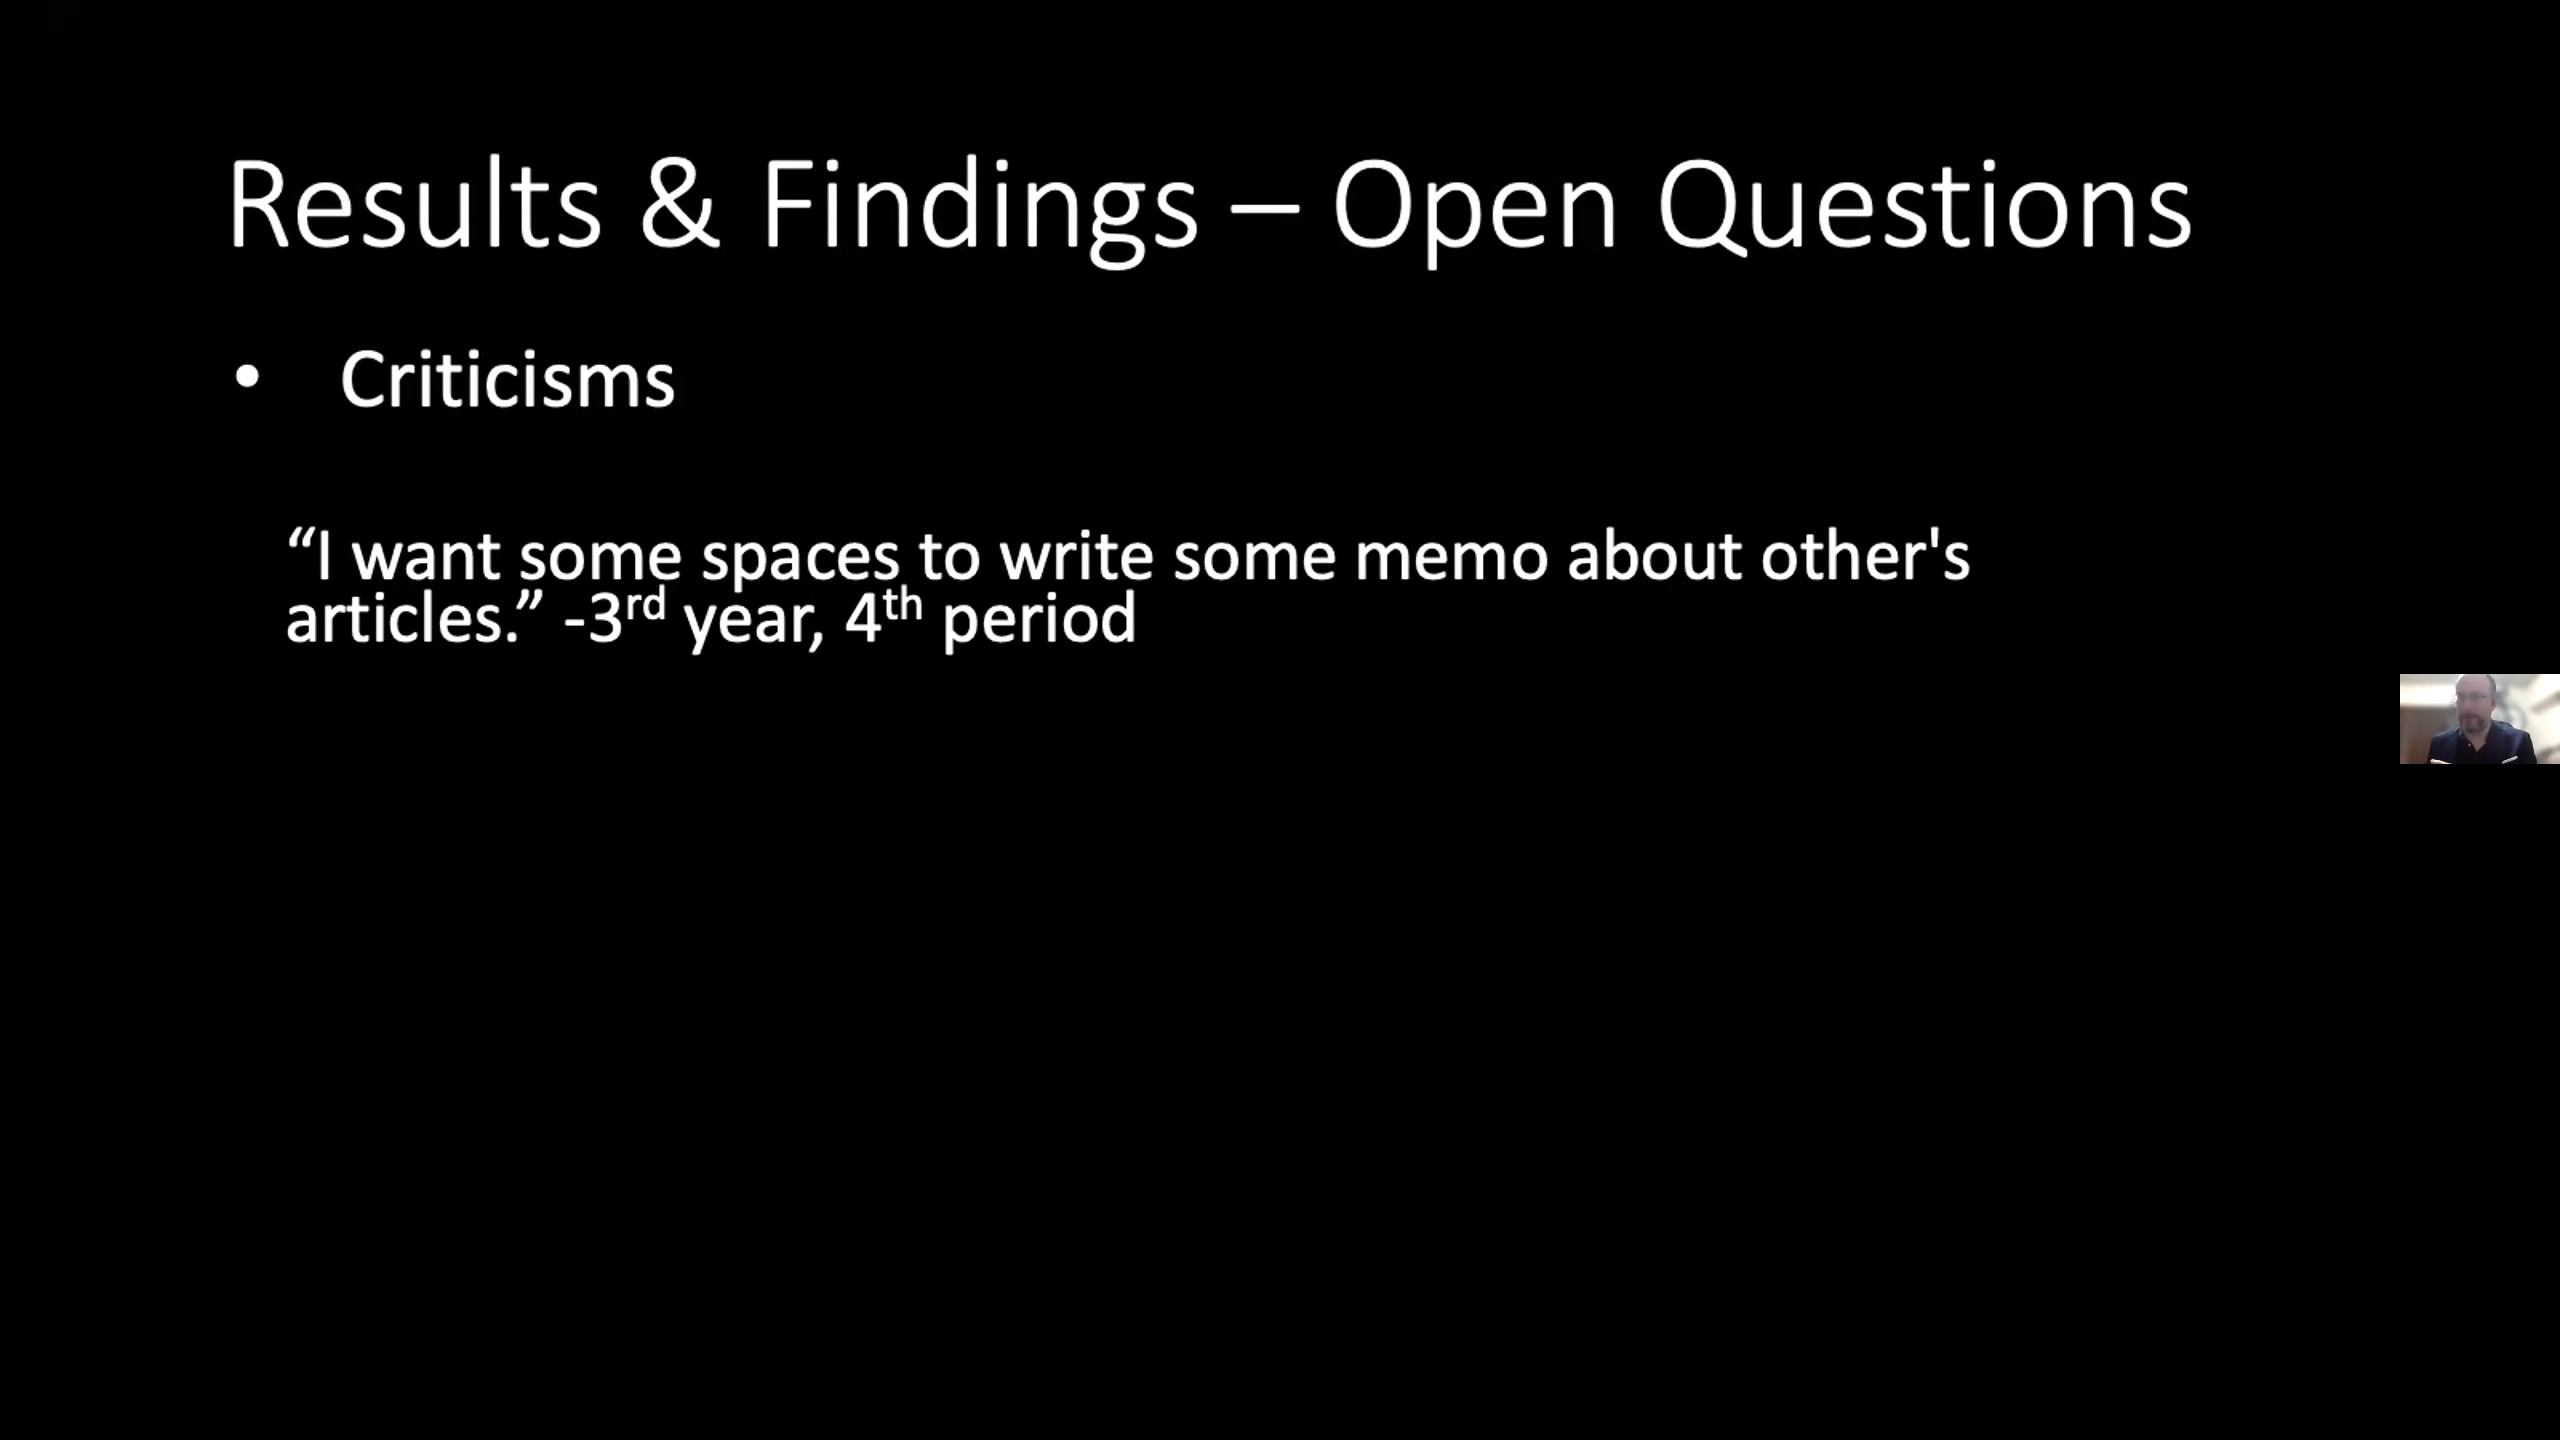 Results & Findings – Open Questions
• Criticisms
“I want some spaces to write some memo about other's
articles.” -3rd year, 4th period